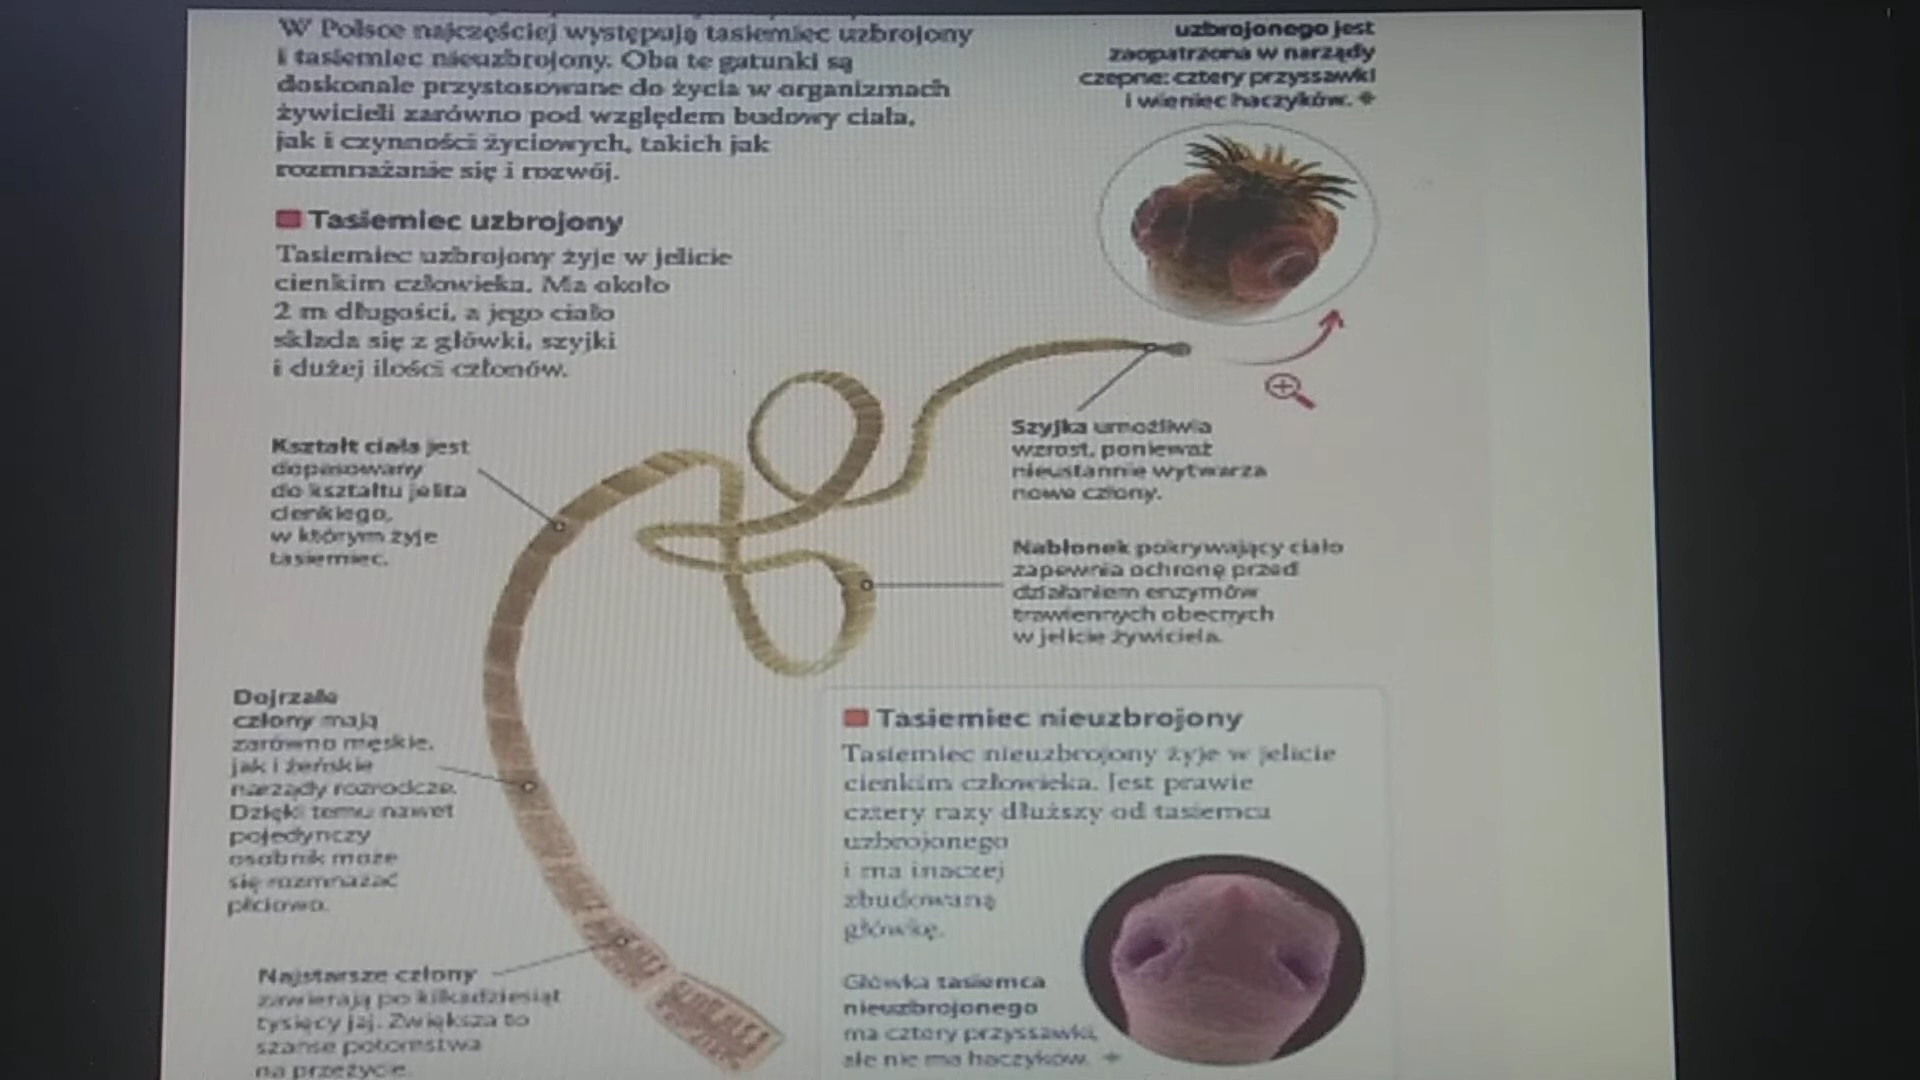 W Polsce najczęściej występują tasiemiec uzbrojony
i tasiemiec nieuzbrojony. Oba te gatunki są
doskonale przystosowane do życia w organizmach
żywicieli zarówno pod względem budowy ciała,
jak i czynności życiowych, takich jak
rozmnażanie się i rozwój.
uzbrojonego jest
zaopatrzona w narządy
czepne: cztery przyssawki
i wieniec haczyków.
Tasiemiec uzbrojony
Tasiemiec uzbrojony żyje w jelicie
cienkim człowieka. Ma około
2 m długości, a jego ciało
składa się z główki, szyjki
i dużej ilości członów.
Kształt ciała jest
dopasowany
do kształtu jelita
cienkiego,
w którym żyje
tasiemiec.
Szyjka umożliwia
wzrost, ponieważ
nieustannie wytwarza
nowe człony.
Nabłonek pokrywający ciało
zapewnia ochronę przed
działaniem enzymów
trawiennych obecnych
w jelicie żywiciela.
Dojrzałe
człony mają
zarówno męskie,
jak i żeńskie
narządy rozrodcze.
Dzięki temu nawet
pojedynczy
osobnik może
się rozmnażać
płciowo.
Najstarsze człony
zawierają po kilkadziesiąt
tysięcy jaj. Zwiększa to
szanse potomstwa
na przeżycie.
Tasiemiec nieuzbrojony
Tasiemiec nieuzbrojony żyje w jelicie
cienkim człowieka. Jest prawie
cztery razy dłuższy od tasiemca
uzbrojonego
i ma inaczej
zbudowaną
główkę.
Główka tasiemca
nieuzbrojonego
ma cztery przyssawki,
ale nie ma haczyków.